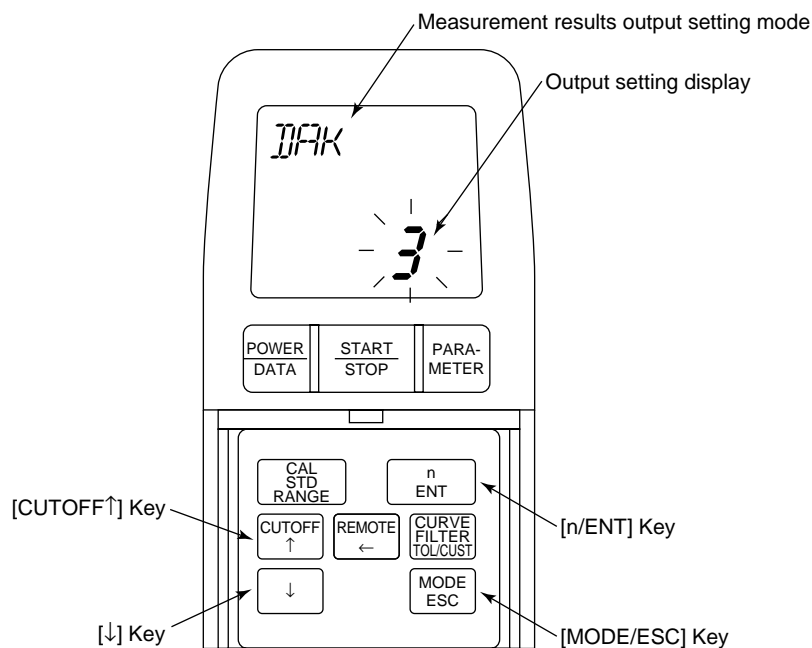 Measurement results output setting mode
Output setting display
DAK
3
POWER
DATA
START
STOP
PARA-
METER
CAL
STD
RANGE
n
ENT
[CUTOFF↑] Key
CUTOFF
↑
REMOTE
←
CURVE
FILTER
TOL/CUST
[n/ENT] Key
↓
MODE
ESC
[↓] Key
[MODE/ESC] Key